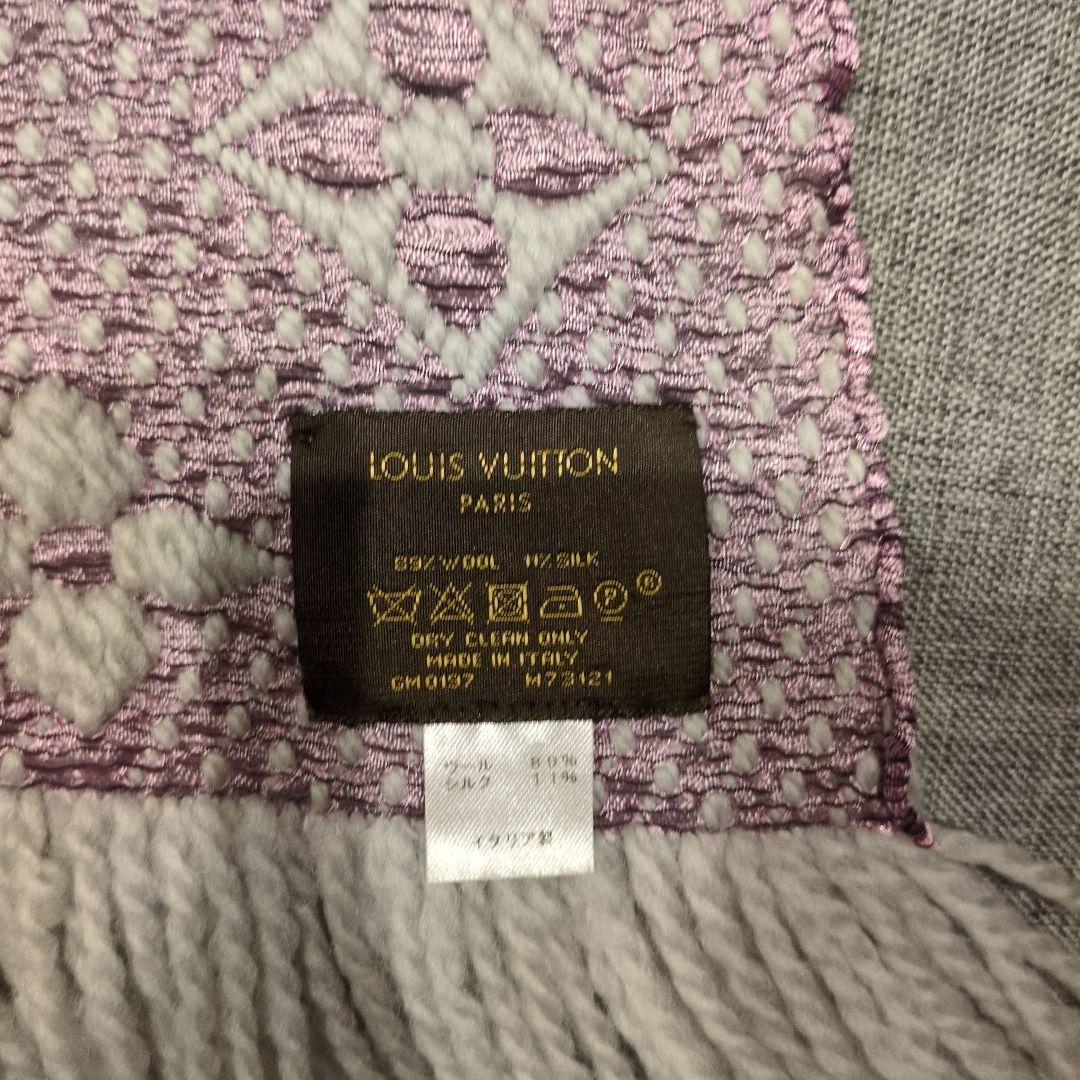 LOUIS VUITTON
PARIS
89% WOOL 11% SILK
DRY CLEAN ONLY
MADE IN ITALY
GM0137 M73121
ウール 89%
シルク 11%
イタリア製